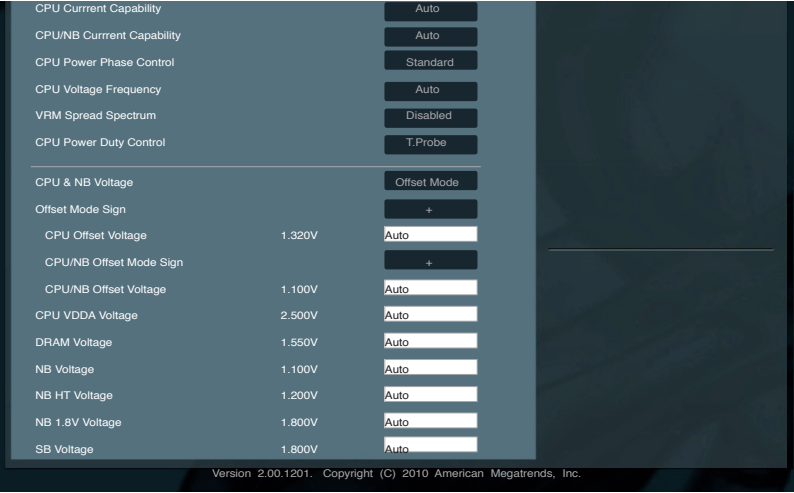 CPU Currrent Capability Auto
CPU/NB Currrent Capability Auto
CPU Power Phase Control Standard
CPU Voltage Frequency Auto
VRM Spread Spectrum Disabled
CPU Power Duty Control T.Probe
CPU & NB Voltage Offset Mode
Offset Mode Sign +
CPU Offset Voltage 1.320V Auto
CPU/NB Offset Mode Sign +
CPU/NB Offset Voltage 1.100V Auto
CPU VDDA Voltage 2.500V Auto
DRAM Voltage 1.550V Auto
NB Voltage 1.100V Auto
NB HT Voltage 1.200V Auto
NB 1.8V Voltage 1.800V Auto
SB Voltage 1.800V Auto
Version 2.00.1201. Copyright (C) 2010 American Megatrends, Inc.